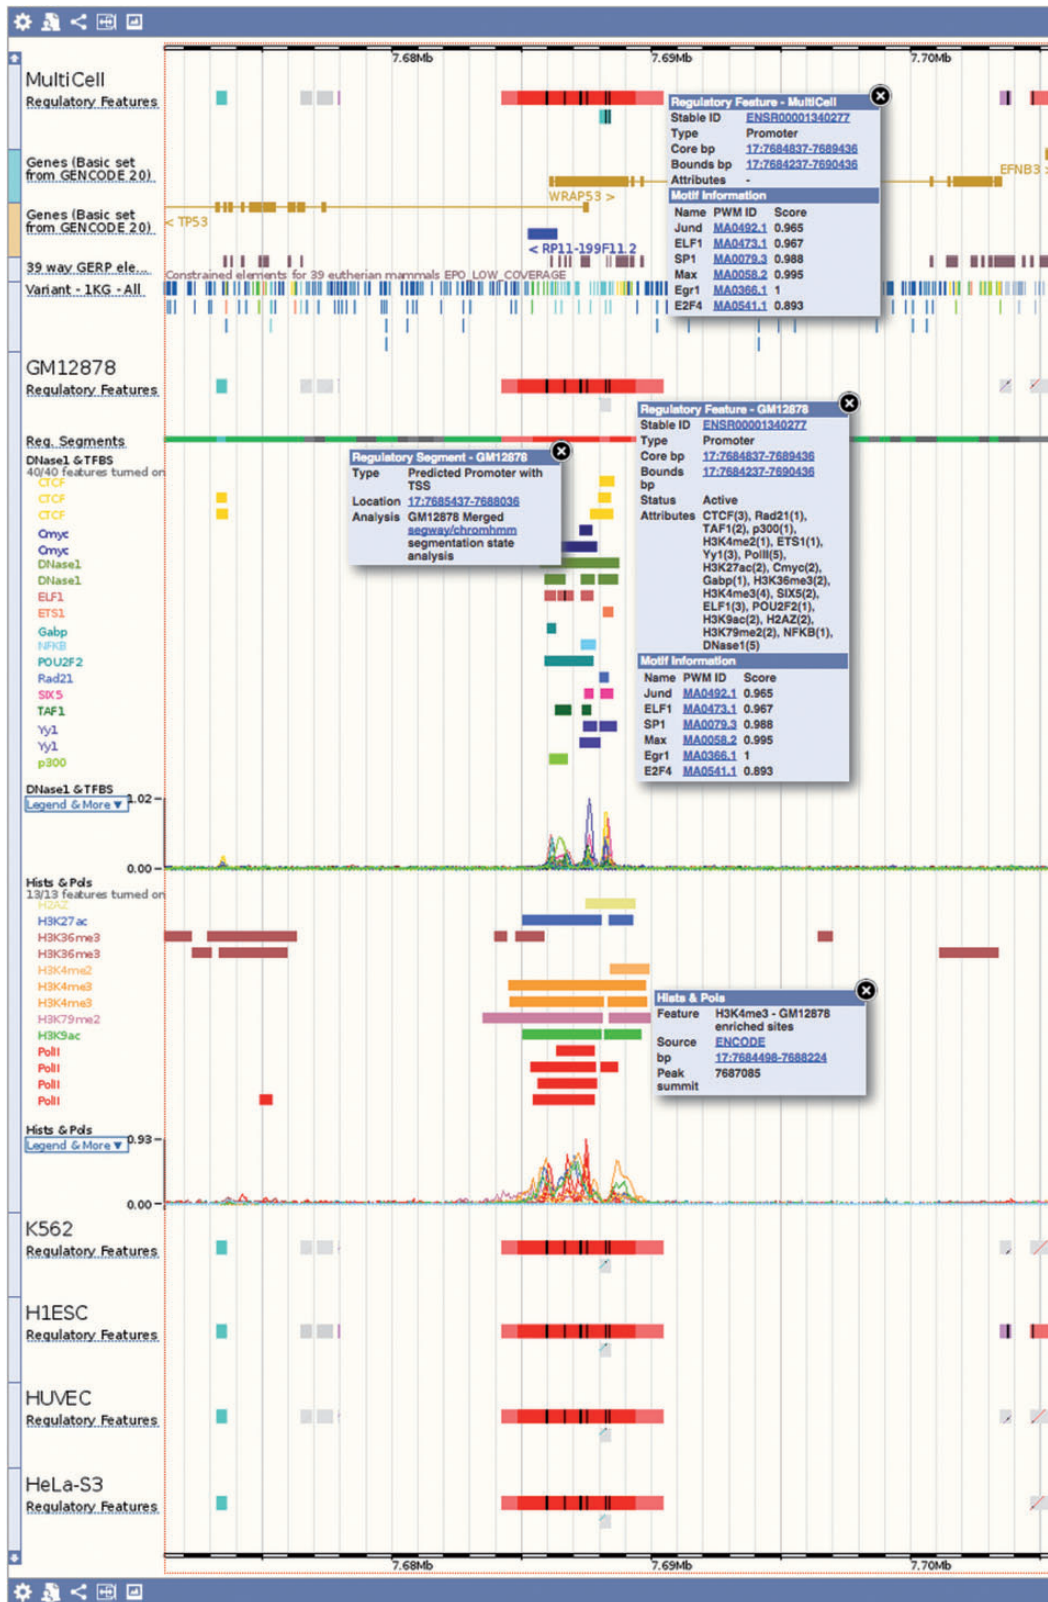 7.68Mb 7.69Mb 7.70Mb
MultiCell
Regulatory Features
Regulatory Feature - MultiCell
Stable ID ENSR00001340277
Type Promoter
Core bp 17:7684837-7689436
Bounds bp 17:7684237-7690436
Attributes -
Motif Information
Name PWM ID Score
Jund MA0492.1 0.965
ELF1 MA0473.1 0.967
SP1 MA0079.3 0.988
Max MA0058.2 0.995
Egr1 MA0366.1 1
E2F4 MA0541.1 0.893
Genes (Basic set
from GENCODE 20)
WRAP53 >
EFNB3 >
Genes (Basic set
from GENCODE 20)
< TP53
< RP11-199F11.2
39 way GERP ele...
Constrained elements for 39 eutherian mammals EPO_LOW_COVERAGE
Variant - 1KG - All
GM12878
Regulatory Features
Regulatory Feature - GM12878
Stable ID ENSR00001340277
Type Promoter
Core bp 17:7684837-7689436
Bounds 17:7684237-7690436
bp
Status Active
Attributes CTCF(3), Rad21(1),
TAF1(2), p300(1),
H3K4me2(1), ETS1(1),
Yy1(3), PolII(5),
H3K27ac(2), Cmyc(2),
Gabp(1), H3K36me3(2),
H3K4me3(4), SIX5(2),
ELF1(3), POU2F2(1),
H3K9ac(2), H2AZ(2),
H3K79me2(2), NFKB(1),
DNase1(5)
Motif Information
Name PWM ID Score
Jund MA0492.1 0.965
ELF1 MA0473.1 0.967
SP1 MA0079.3 0.988
Max MA0058.2 0.995
Egr1 MA0366.1 1
E2F4 MA0541.1 0.893
Reg. Segments
Regulatory Segment - GM12878
Type Predicted Promoter with
TSS
Location 17:7685437-7688036
Analysis GM12878 Merged
segway/chromhmm
segmentation state
analysis
DNase1 & TFBS
40/40 features turned on
CTCF
CTCF
CTCF
Cmyc
Cmyc
DNase1
DNase1
ELF1
ETS1
Gabp
NFKB
POU2F2
Rad21
SIX5
TAF1
Yy1
Yy1
p300
DNase1 & TFBS
Legend & More ▼ 1.02
0.00
Hists & Pols
13/13 features turned on
H2AZ
H3K27ac
H3K36me3
H3K36me3
H3K4me2
H3K4me3
H3K4me3
H3K79me2
H3K9ac
PolII
PolII
PolII
PolII
Hists & Pols
Feature H3K4me3 - GM12878
enriched sites
Source ENCODE
bp 17:7684498-7688224
Peak 7687085
summit
Hists & Pols
Legend & More ▼ 0.93
0.00
K562
Regulatory Features
H1ESC
Regulatory Features
HUVEC
Regulatory Features
HeLa-S3
Regulatory Features
7.68Mb 7.69Mb 7.70Mb